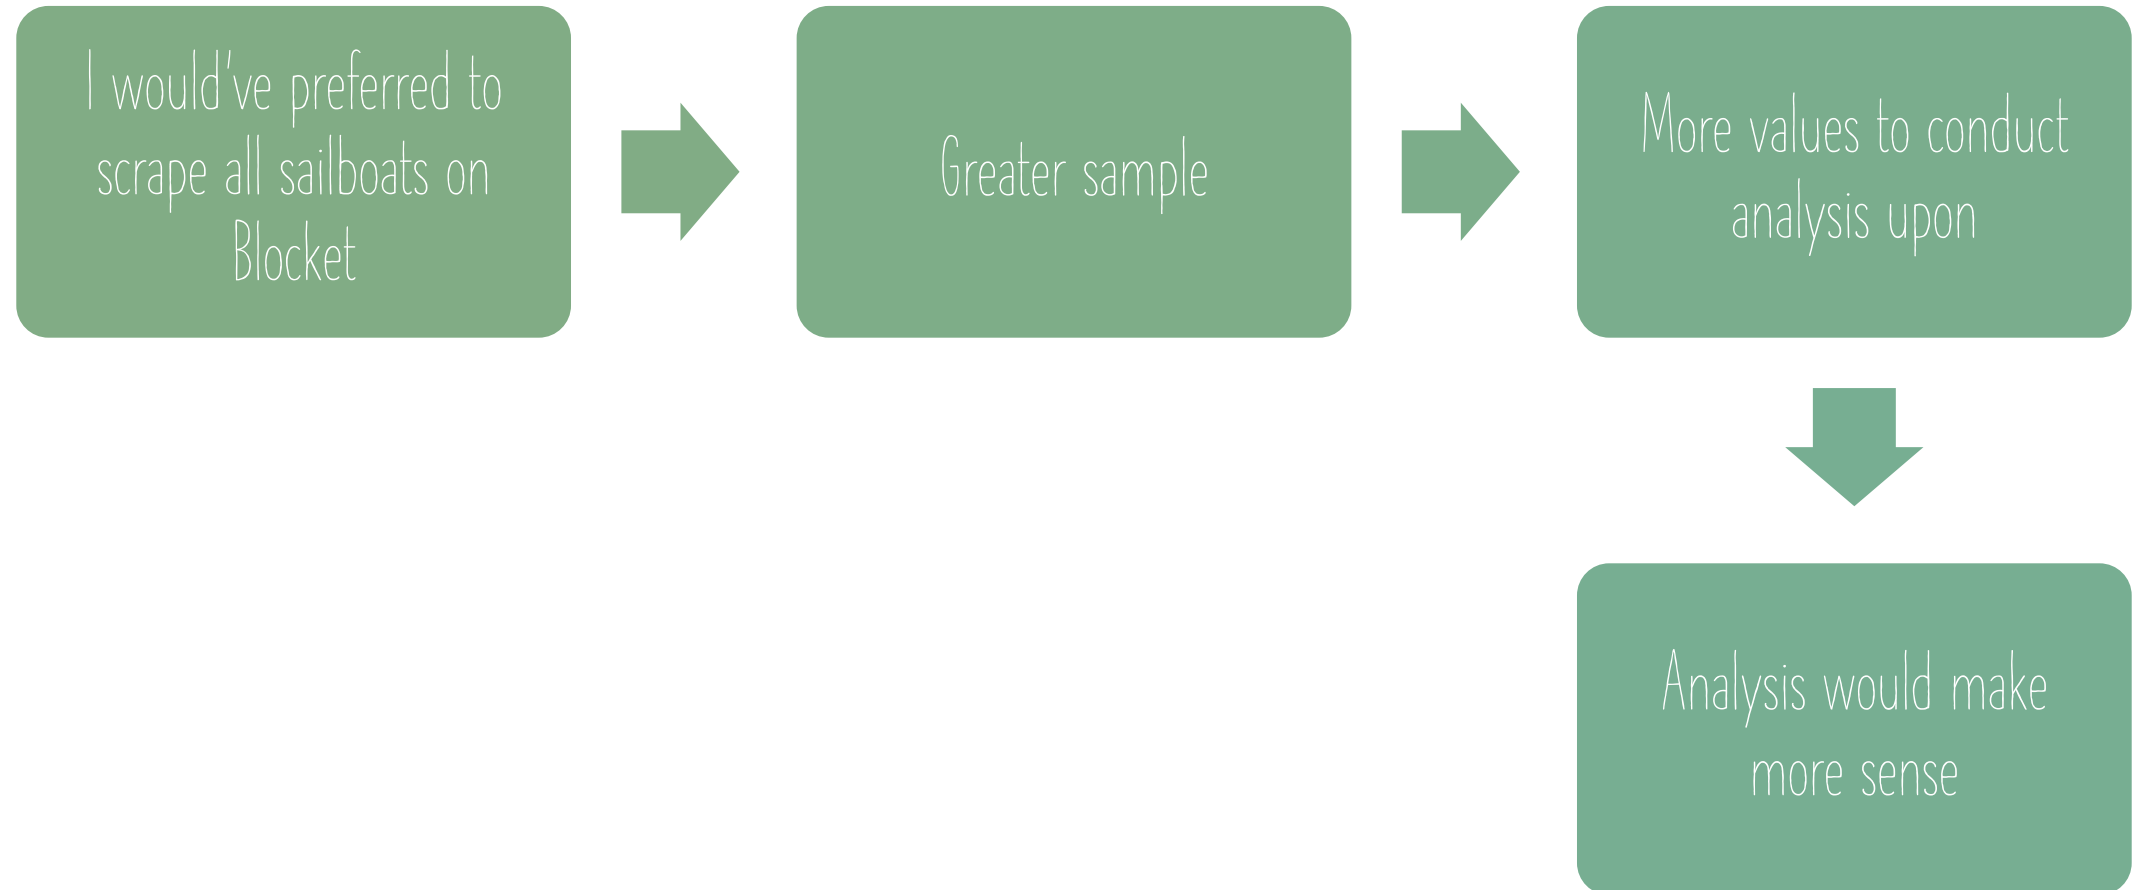 I would've preferred to
scrape all sailboats on
Blocket
Greater sample
More values to conduct
analysis upon
Analysis would make
more sense